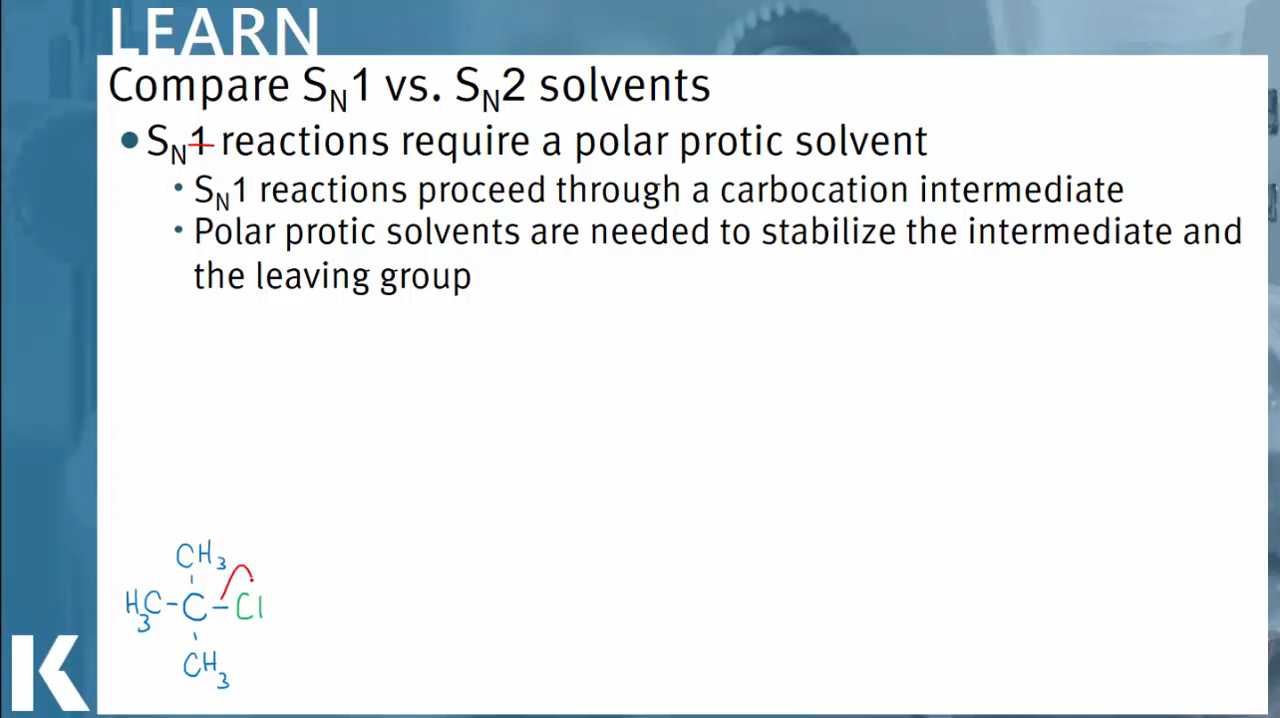 LEARN
Compare SN1 vs. SN2 solvents
• SN1 reactions require a polar protic solvent
• SN1 reactions proceed through a carbocation intermediate
• Polar protic solvents are needed to stabilize the intermediate and
the leaving group
CH3
H3C-C-Cl
CH3
K